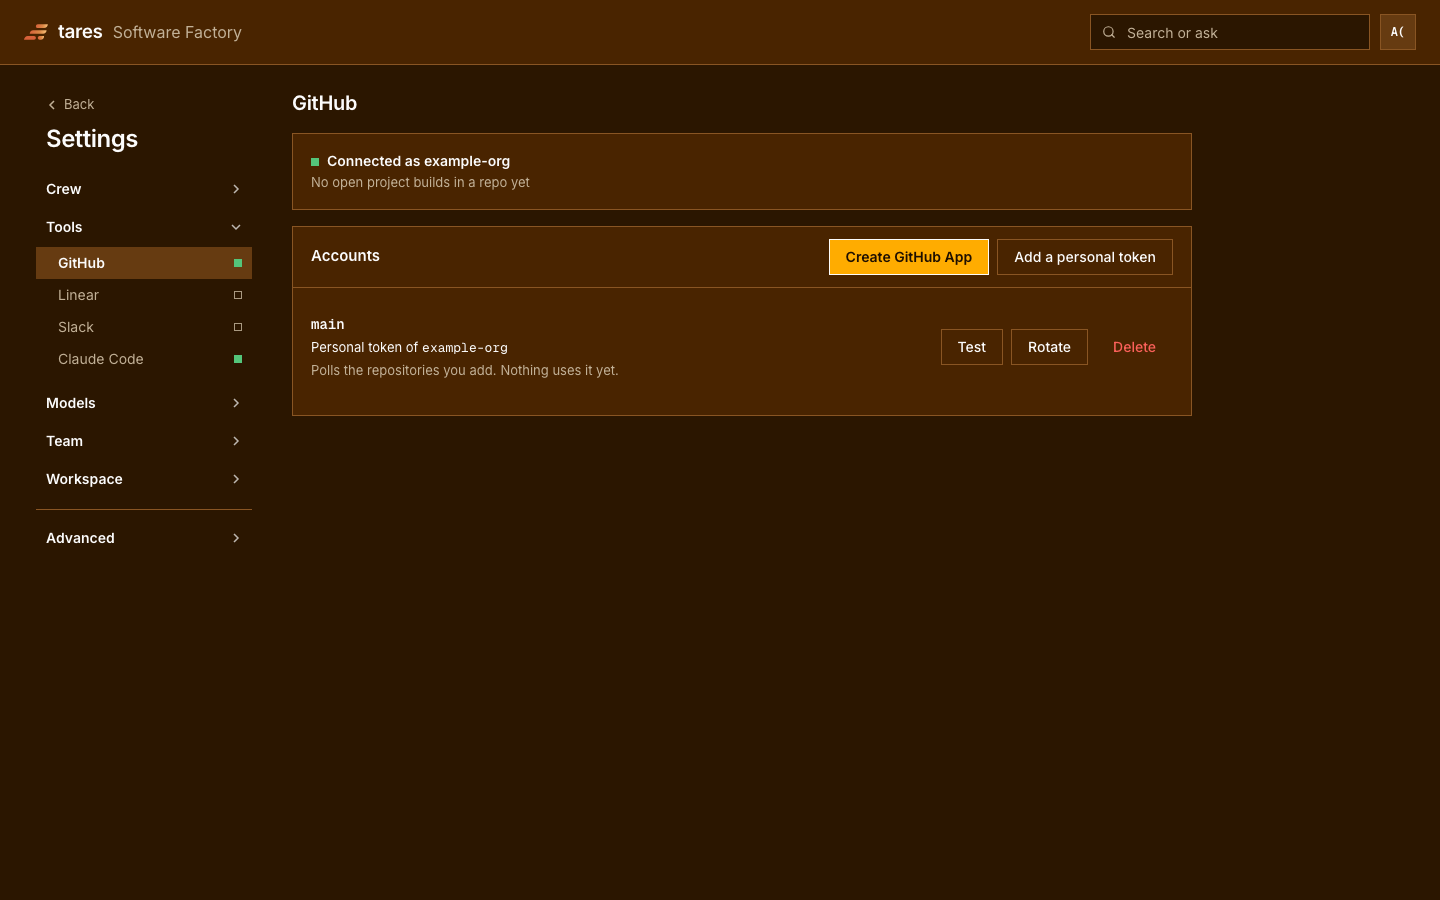 tares Software Factory
Search or ask
A(
Back
Settings
Crew
Tools
GitHub
Linear
Slack
Claude Code
Models
Team
Workspace
Advanced
GitHub
Connected as example-org
No open project builds in a repo yet
Accounts
Create GitHub App
Add a personal token
main
Personal token of example-org
Polls the repositories you add. Nothing uses it yet.
Test
Rotate
Delete